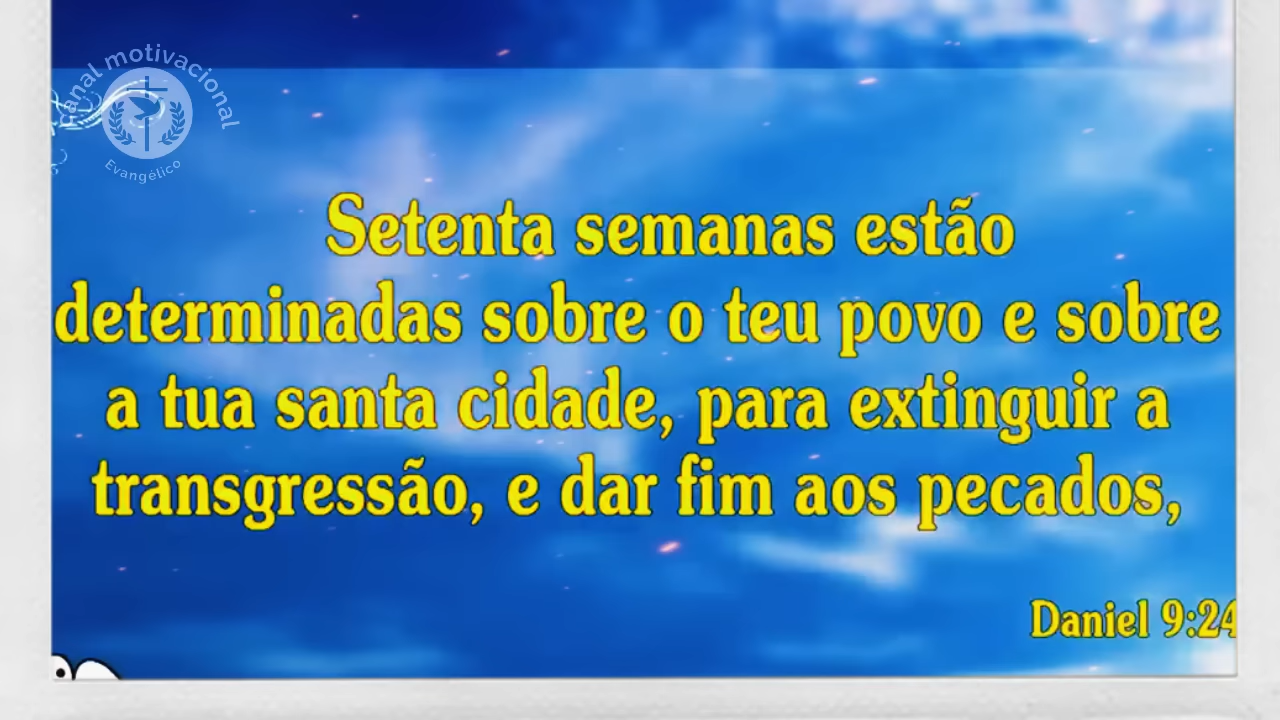 canal motivacional
Evangélico
Setenta semanas estão
determinadas sobre o teu povo e sobre
a tua santa cidade, para extinguir a
transgressão, e dar fim aos pecados,
Daniel 9:24